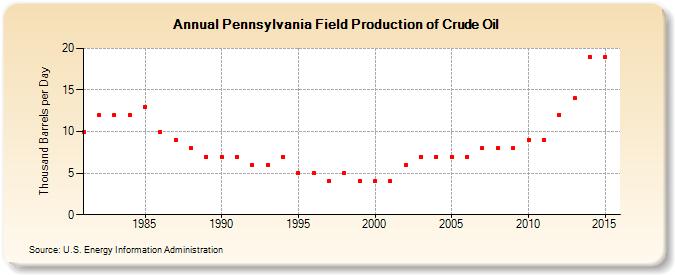 Annual Pennsylvania Field Production of Crude Oil
Thousand Barrels per Day
20
15
10
5
0
1985 1990 1995 2000 2005 2010 2015
Source: U.S. Energy Information Administration